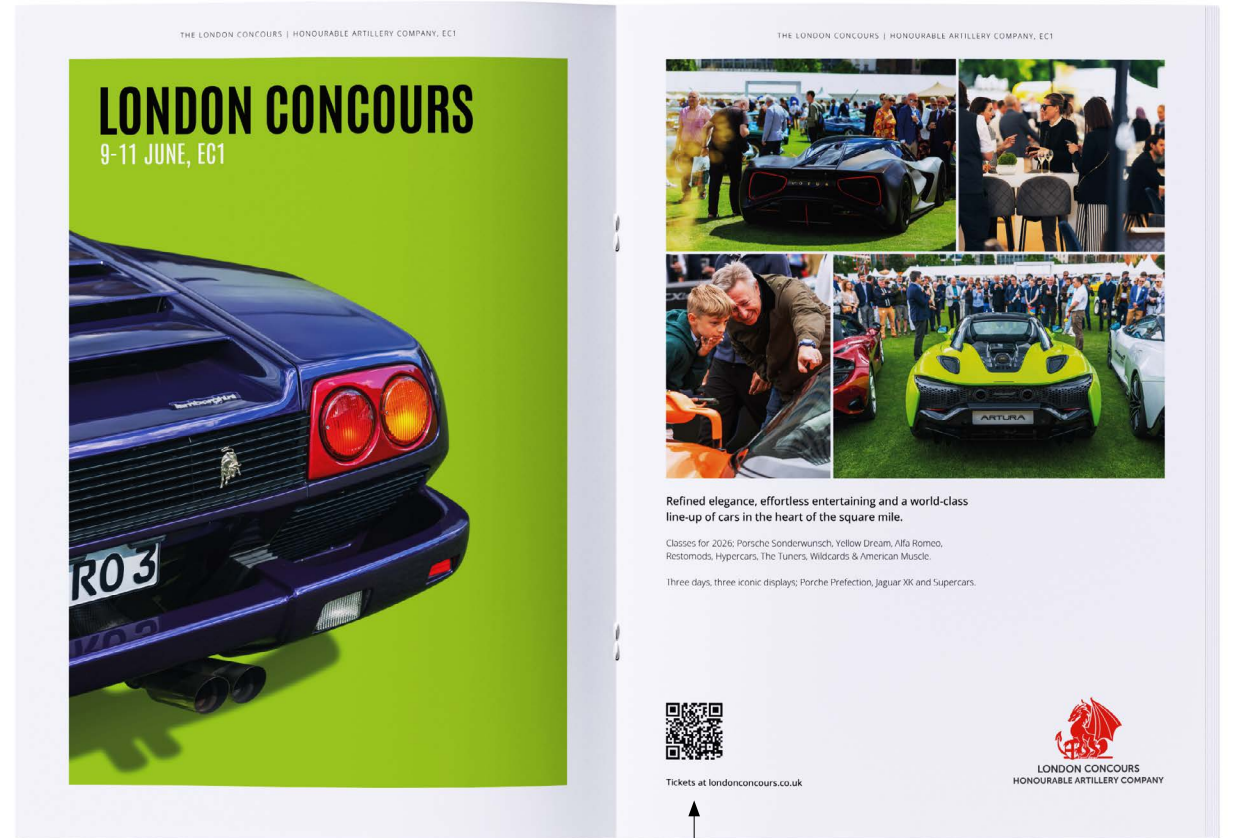 THE LONDON CONCOURS | HONOURABLE ARTILLERY COMPANY, EC1
LONDON CONCOURS
9-11 JUNE, EC1
lamborghini
RO 3
THE LONDON CONCOURS | HONOURABLE ARTILLERY COMPANY, EC1
LOTUS
ARTURA
Refined elegance, effortless entertaining and a world-class
line-up of cars in the heart of the square mile.
Classes for 2026; Porsche Sonderwunsch, Yellow Dream, Alfa Romeo,
Restomods, Hypercars, The Tuners, Wildcards & American Muscle.
Three days, three iconic displays; Porche Prefection, Jaguar XK and Supercars.
Tickets at londonconcours.co.uk
LONDON CONCOURS
HONOURABLE ARTILLERY COMPANY